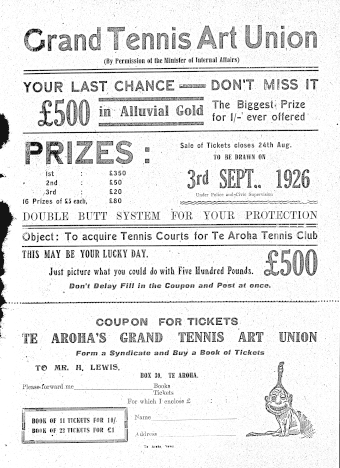 Grand Tennis Art Union
(By Permission of the Minister of Internal Affairs)
YOUR LAST CHANCE DON'T MISS IT
£500 in Alluvial Gold The Biggest Prize
for 1/- ever offered
PRIZES:
1st : £350
2nd : £50
3rd : £20
16 Prizes of £5 each, £80
Sale of Tickets closes 24th Aug.
TO BE DRAWN ON
3rd SEPT., 1926
Under Police and Civic Supervision
DOUBLE BUTT SYSTEM FOR YOUR PROTECTION
Object: To acquire Tennis Courts for Te Aroha Tennis Club
THIS MAY BE YOUR LUCKY DAY.
Just picture what you could do with Five Hundred Pounds. £500
Don't Delay Fill in the Coupon and Post at once.
COUPON FOR TICKETS
TE AROHA'S GRAND TENNIS ART UNION
Form a Syndicate and Buy a Book of Tickets
TO MR. H. LEWIS,
BOX 30, TE AROHA.
Please forward me Books
Tickets
For which I enclose £ : :
BOOK OF 11 TICKETS FOR 10/-
BOOK OF 22 TICKETS FOR £1
Name
Address